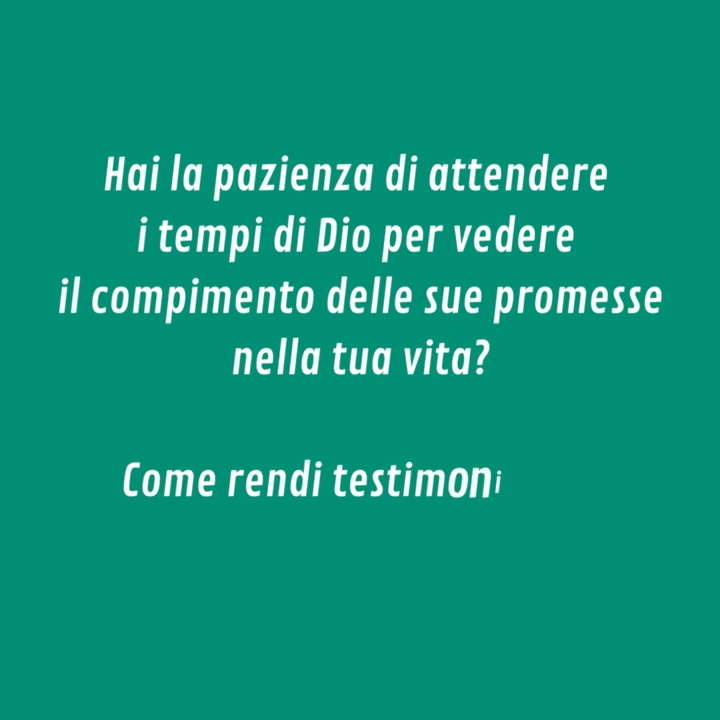 Hai la pazienza di attendere
i tempi di Dio per vedere
il compimento delle sue promesse
nella tua vita?
Come rendi testimoni